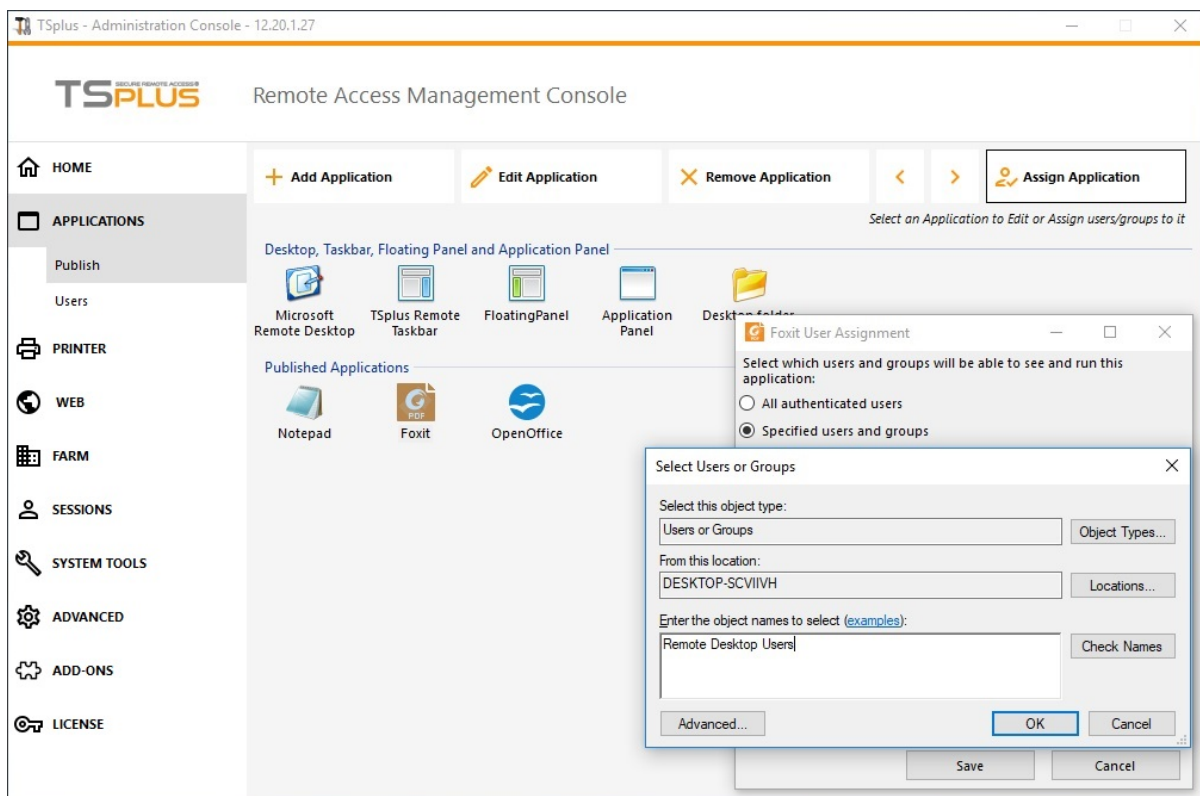 TSplus - Administration Console - 12.20.1.27
SECURE REMOTE ACCESS®
TSPLUS
Remote Access Management Console
HOME
APPLICATIONS
Publish
Users
PRINTER
WEB
FARM
SESSIONS
SYSTEM TOOLS
ADVANCED
ADD-ONS
LICENSE
Add Application
Edit Application
Remove Application
Assign Application
Select an Application to Edit or Assign users/groups to it
Desktop, Taskbar, Floating Panel and Application Panel
Microsoft
Remote Desktop
TSplus Remote
Taskbar
FloatingPanel
Application
Panel
Desktop folder
Published Applications
Notepad
PDF
Foxit
OpenOffice
Foxit User Assignment
Select which users and groups will be able to see and run this
application:
All authenticated users
Specified users and groups
Select Users or Groups
Select this object type:
Users or Groups
Object Types...
From this location:
DESKTOP-SCVIIVH
Locations...
Enter the object names to select (examples):
Remote Desktop Users
Check Names
Advanced...
OK
Cancel
Save
Cancel